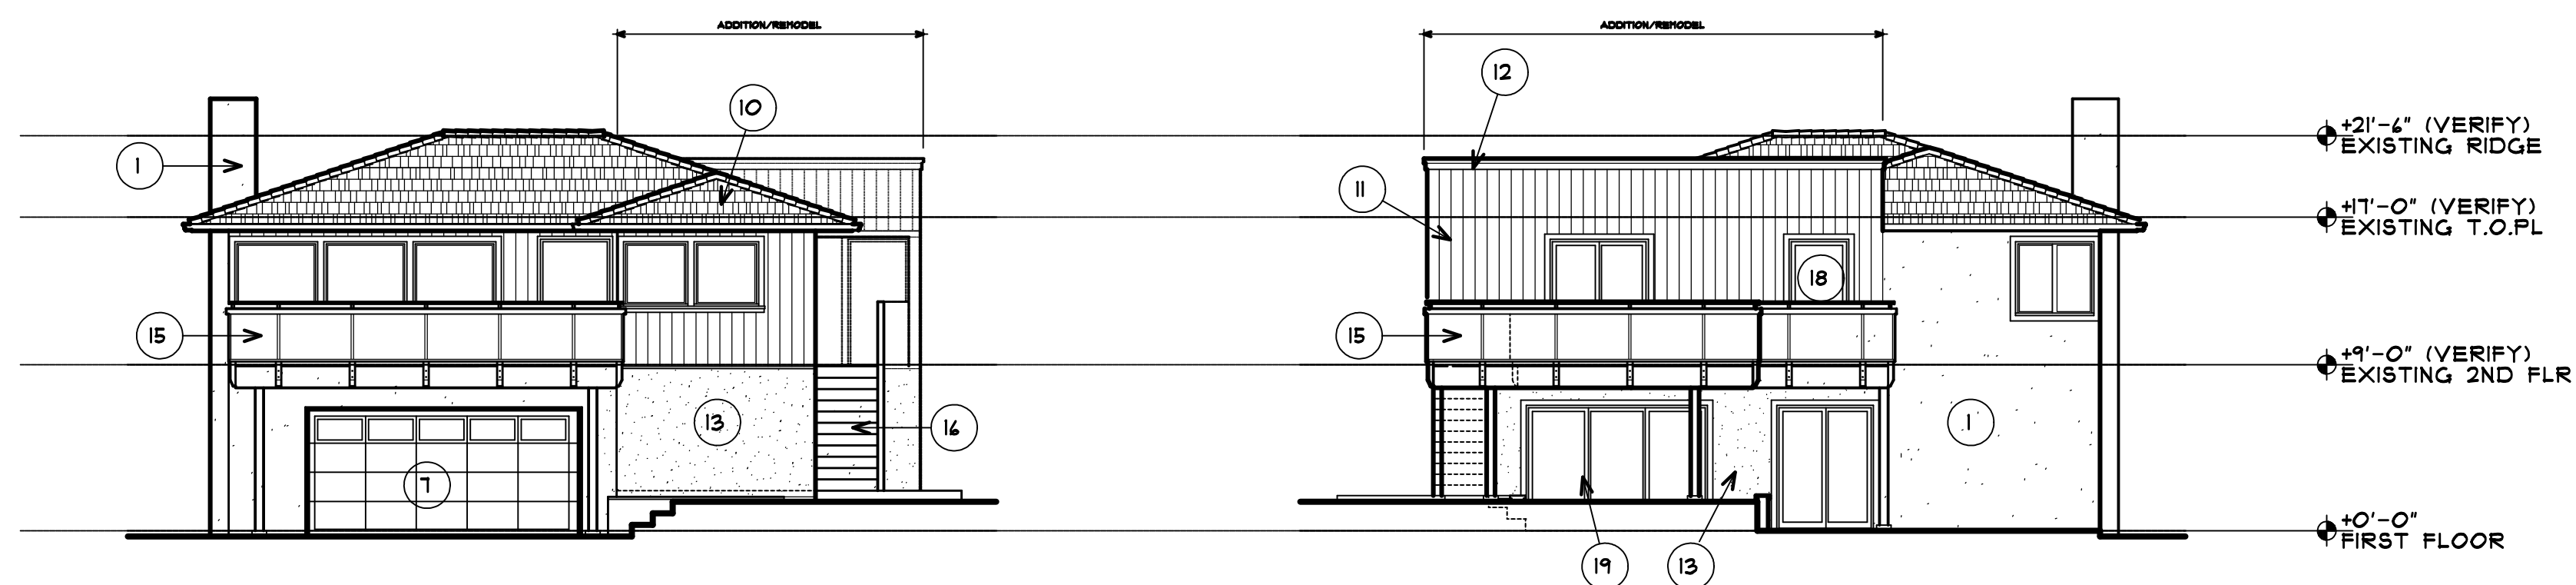 ADDITION/REMODEL
ADDITION/REMODEL
12
10
+21'-6" (VERIFY)
EXISTING RIDGE
1
11
+17'-0" (VERIFY)
EXISTING T.O.PL
18
15
15
+9'-0" (VERIFY)
EXISTING 2ND FLR
13
16
1
7
+0'-0"
FIRST FLOOR
19
13